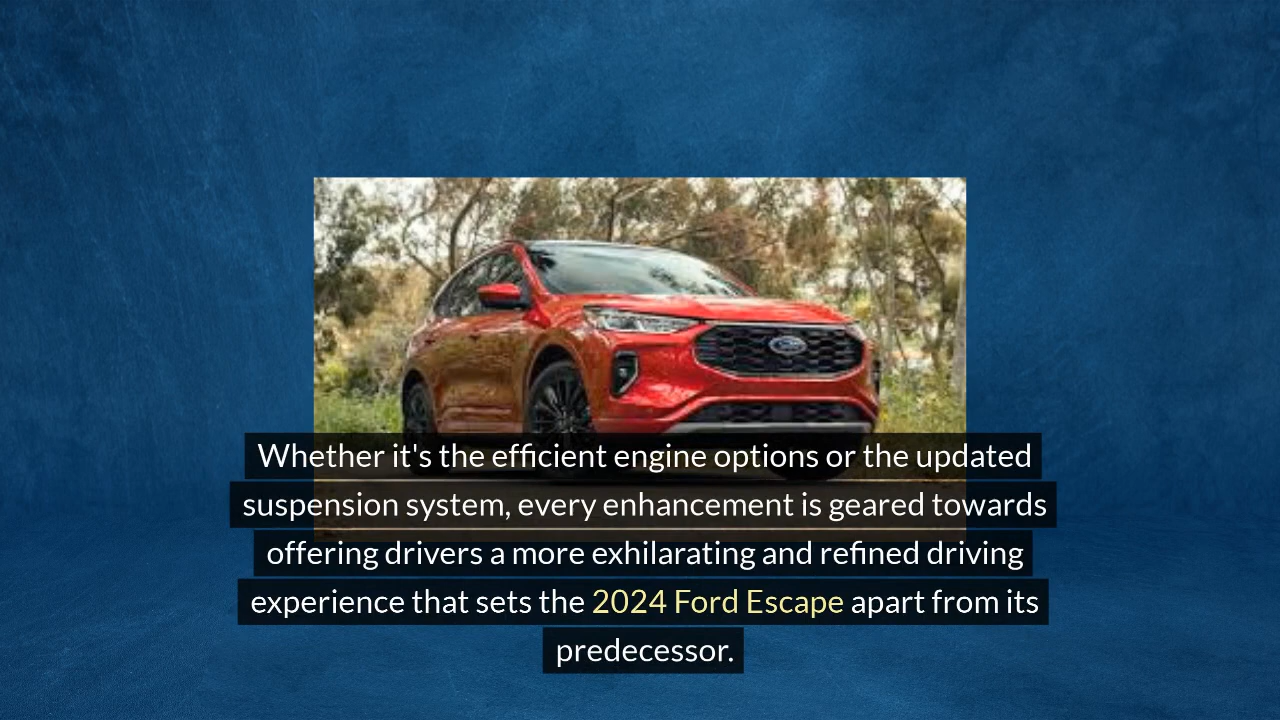 Ford
Whether it's the efficient engine options or the updated
suspension system, every enhancement is geared towards
offering drivers a more exhilarating and refined driving
experience that sets the 2024 Ford Escape apart from its
predecessor.